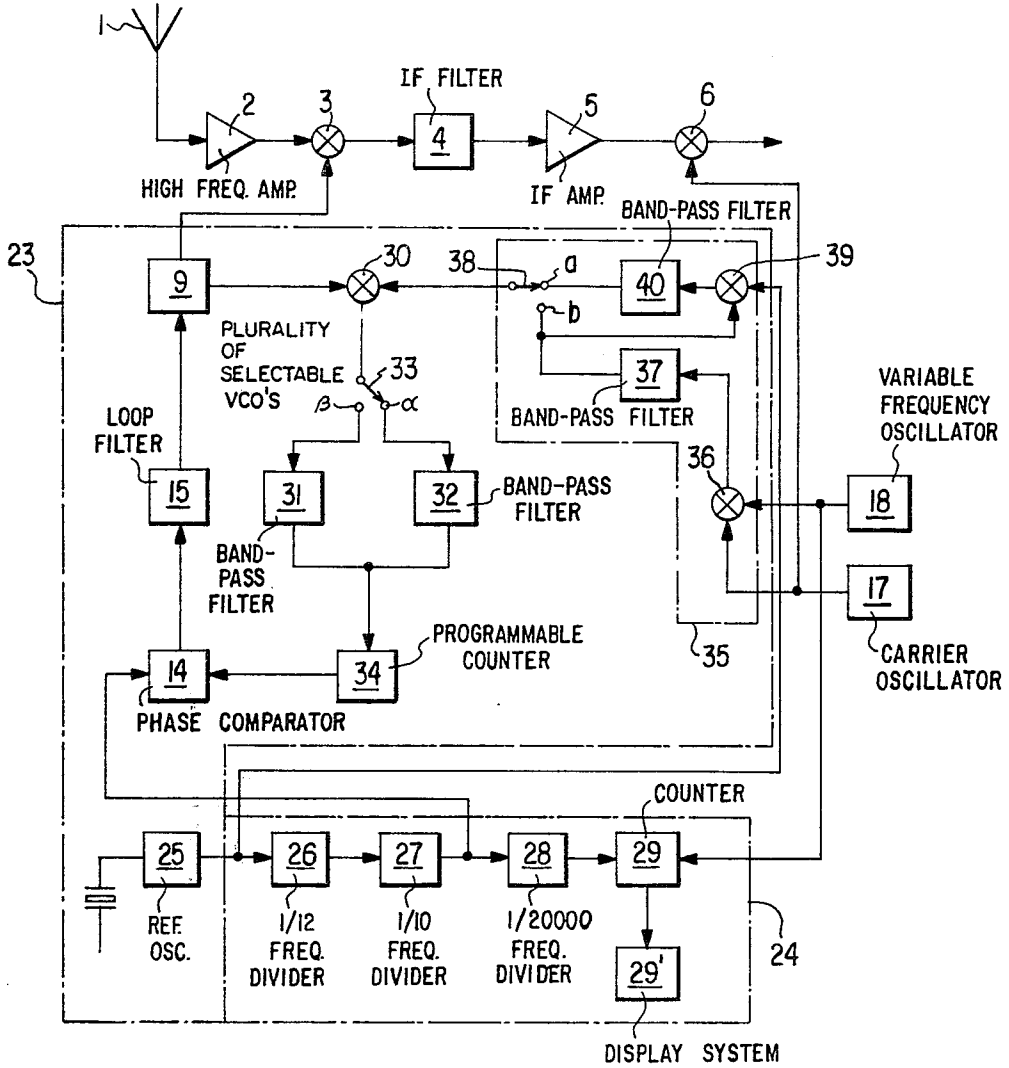 1
2
3
IF FILTER
4
5
6
HIGH FREQ. AMP.
IF AMP.
BAND-PASS FILTER
23
9
30
38
a
40
39
b
PLURALITY
OF
SELECTABLE
VCO'S
33
β
α
37
BAND-PASS FILTER
VARIABLE
FREQUENCY
OSCILLATOR
LOOP
FILTER
15
31
32
BAND-PASS
FILTER
36
18
BAND-
PASS
FILTER
17
PROGRAMMABLE
COUNTER
35
CARRIER
OSCILLATOR
14
34
PHASE COMPARATOR
COUNTER
25
26
27
28
29
REF.
OSC.
1/12
FREQ.
DIVIDER
1/10
FREQ.
DIVIDER
1/20000
FREQ.
DIVIDER
24
29'
DISPLAY SYSTEM